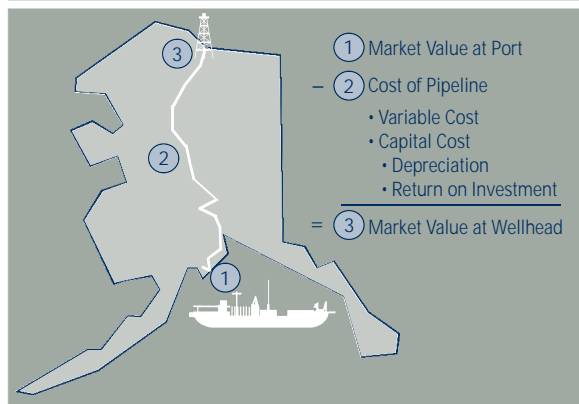 3
2
1
1 Market Value at Port
– 2 Cost of Pipeline
• Variable Cost
• Capital Cost
• Depreciation
• Return on Investment
= 3 Market Value at Wellhead